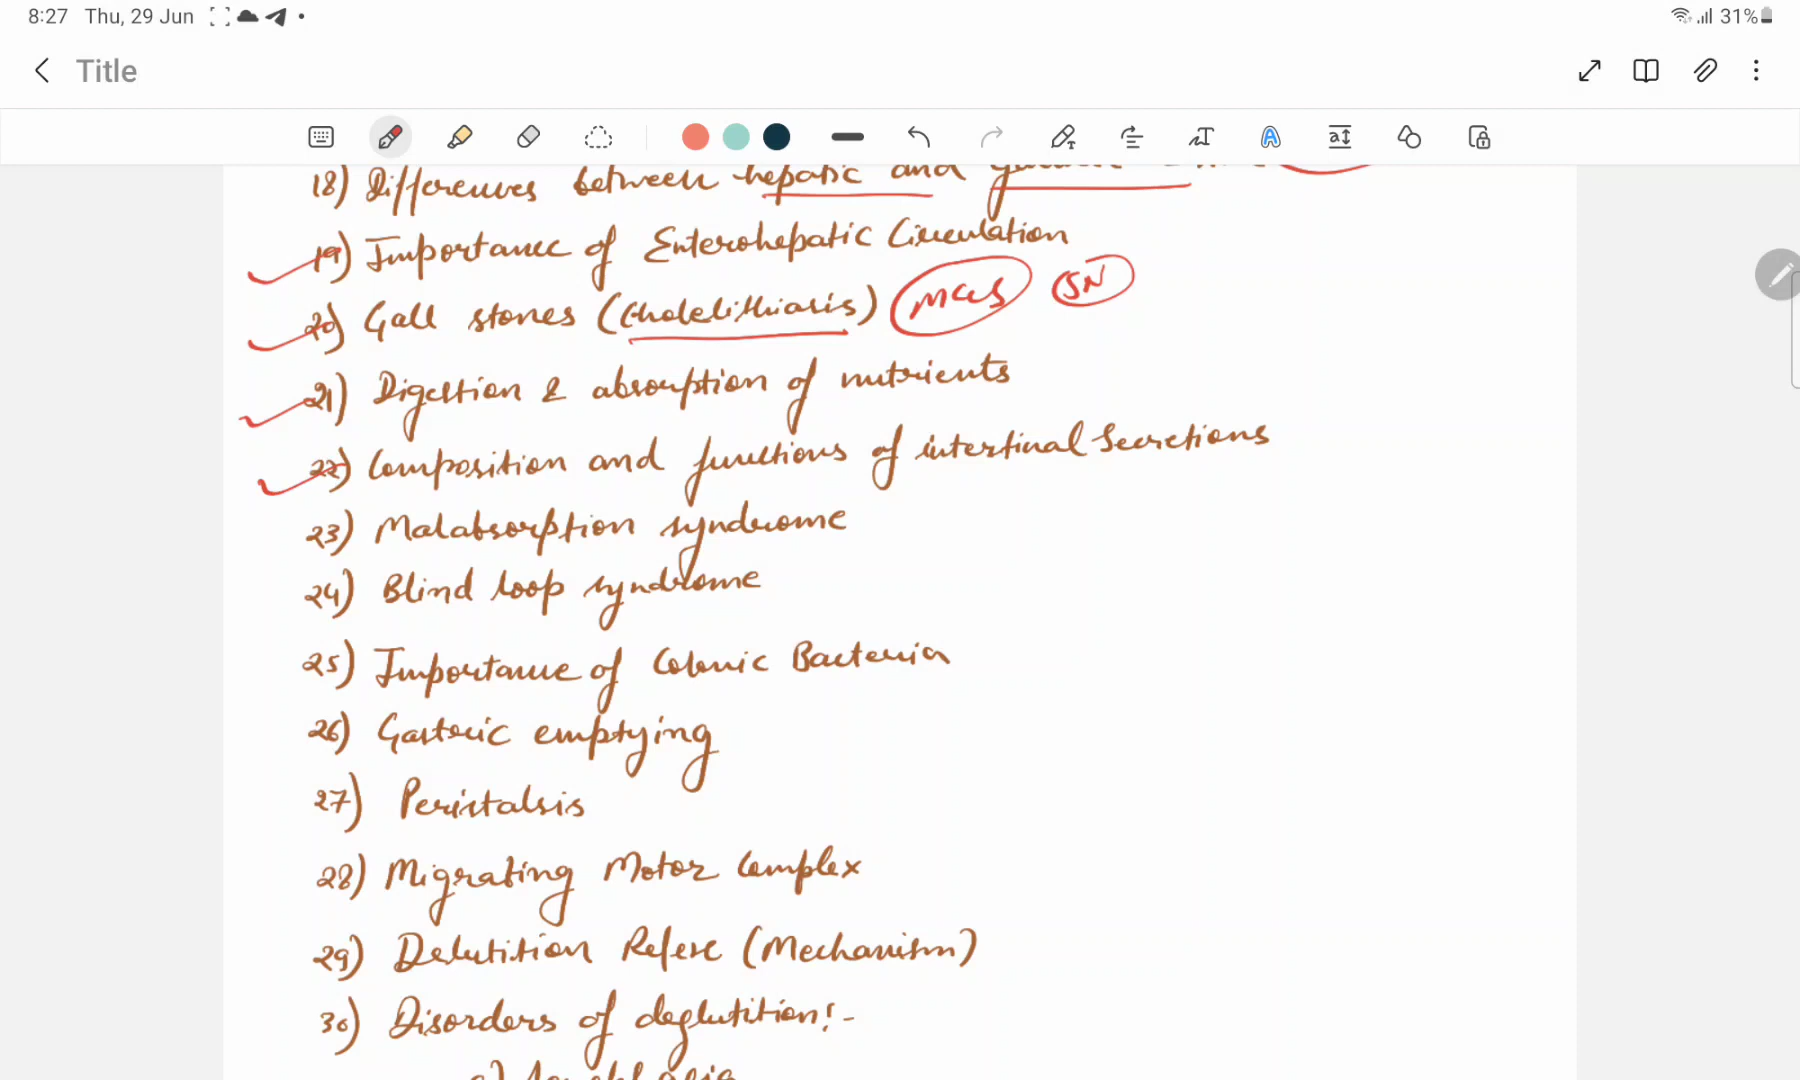 8:27 Thu, 29 Jun
31%
Title
18) Differences between hepatic and
19) Importance of Enterohepatic Circulation
20) Gall stones (Cholelithiasis) MCQs SN
21) Digestion & absorption of nutrients
22) Composition and functions of intestinal Secretions
23) Malabsorption syndrome
24) Blind loop syndrome
25) Importance of Colonic Bacteria
26) Gastric emptying
27) Peristalsis
28) Migrating Motor Complex
29) Delutition Reflex (Mechanism)
30) Disorders of deglutition:-